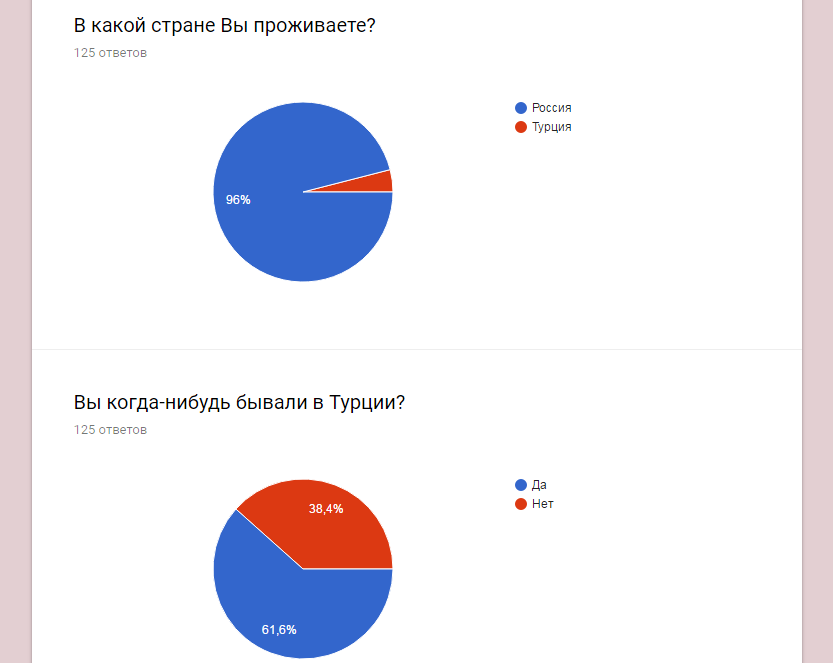 В какой стране Вы проживаете?
125 ответов
Россия
Турция
96%
Вы когда-нибудь бывали в Турции?
125 ответов
Да
Нет
38,4%
61,6%